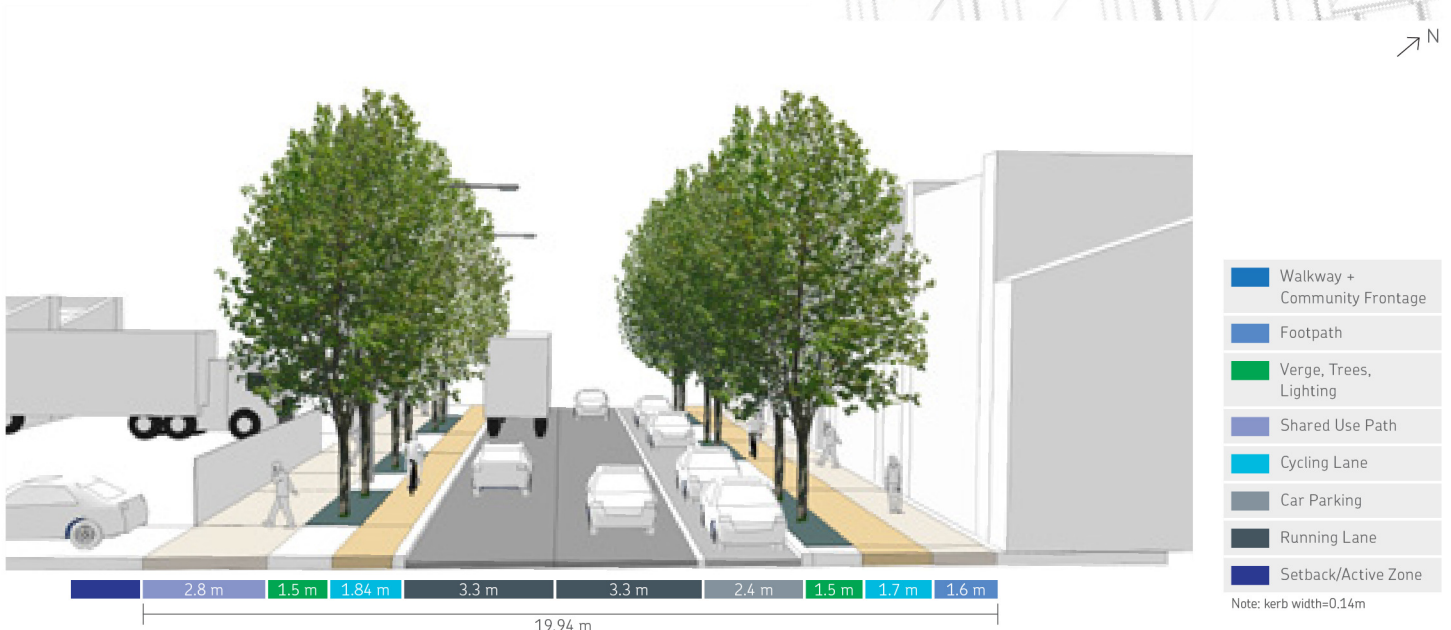 N
Walkway +
Community Frontage
Footpath
Verge, Trees,
Lighting
Shared Use Path
Cycling Lane
Car Parking
Running Lane
Setback/Active Zone
Note: kerb width=0.14m
2.8 m 1.5 m 1.84 m 3.3 m 3.3 m 2.4 m 1.5 m 1.7 m 1.6 m
19.94 m